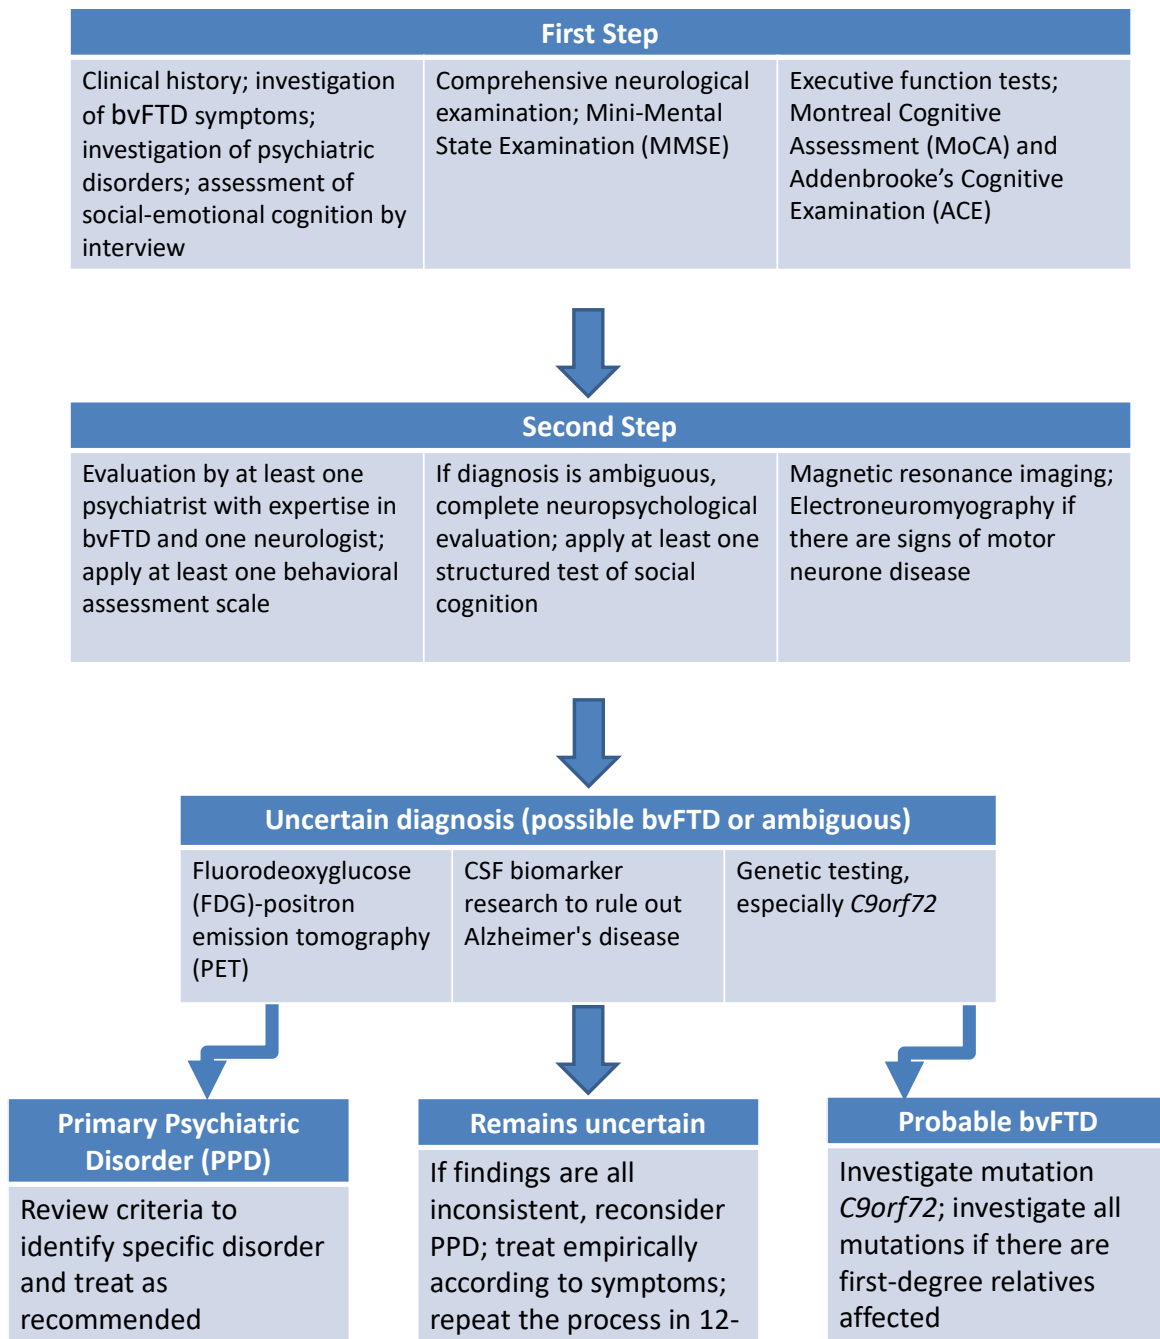 First Step
Clinical history; investigation
of bvFTD symptoms;
investigation of psychiatric
disorders; assessment of
social-emotional cognition by
interview
Comprehensive neurological
examination; Mini-Mental
State Examination (MMSE)
Executive function tests;
Montreal Cognitive
Assessment (MoCA) and
Addenbrooke’s Cognitive
Examination (ACE)
Second Step
Evaluation by at least one
psychiatrist with expertise in
bvFTD and one neurologist;
apply at least one behavioral
assessment scale
If diagnosis is ambiguous,
complete neuropsychological
evaluation; apply at least one
structured test of social
cognition
Magnetic resonance imaging;
Electroneuromyography if
there are signs of motor
neurone disease
Uncertain diagnosis (possible bvFTD or ambiguous)
Fluorodeoxyglucose
(FDG)-positron
emission tomography
(PET)
CSF biomarker
research to rule out
Alzheimer's disease
Genetic testing,
especially C9orf72
Primary Psychiatric
Disorder (PPD)
Review criteria to
identify specific disorder
and treat as
recommended
Remains uncertain
If findings are all
inconsistent, reconsider
PPD; treat empirically
according to symptoms;
repeat the process in 12-
Probable bvFTD
Investigate mutation
C9orf72; investigate all
mutations if there are
first-degree relatives
affected